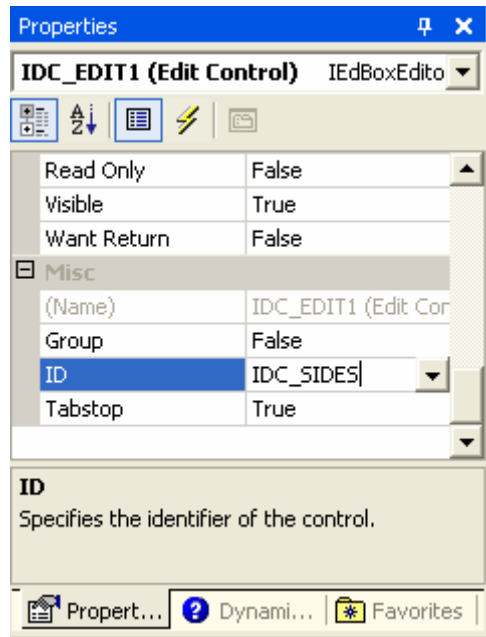 Properties
IDC_EDIT1 (Edit Control) IEdBoxEdito
A
Z
Read Only False
Visible True
Want Return False
Misc
(Name) IDC_EDIT1 (Edit Cor
Group False
ID IDC_SIDES
Tabstop True
ID
Specifies the identifier of the control.
Propert... ? Dynami... Favorites